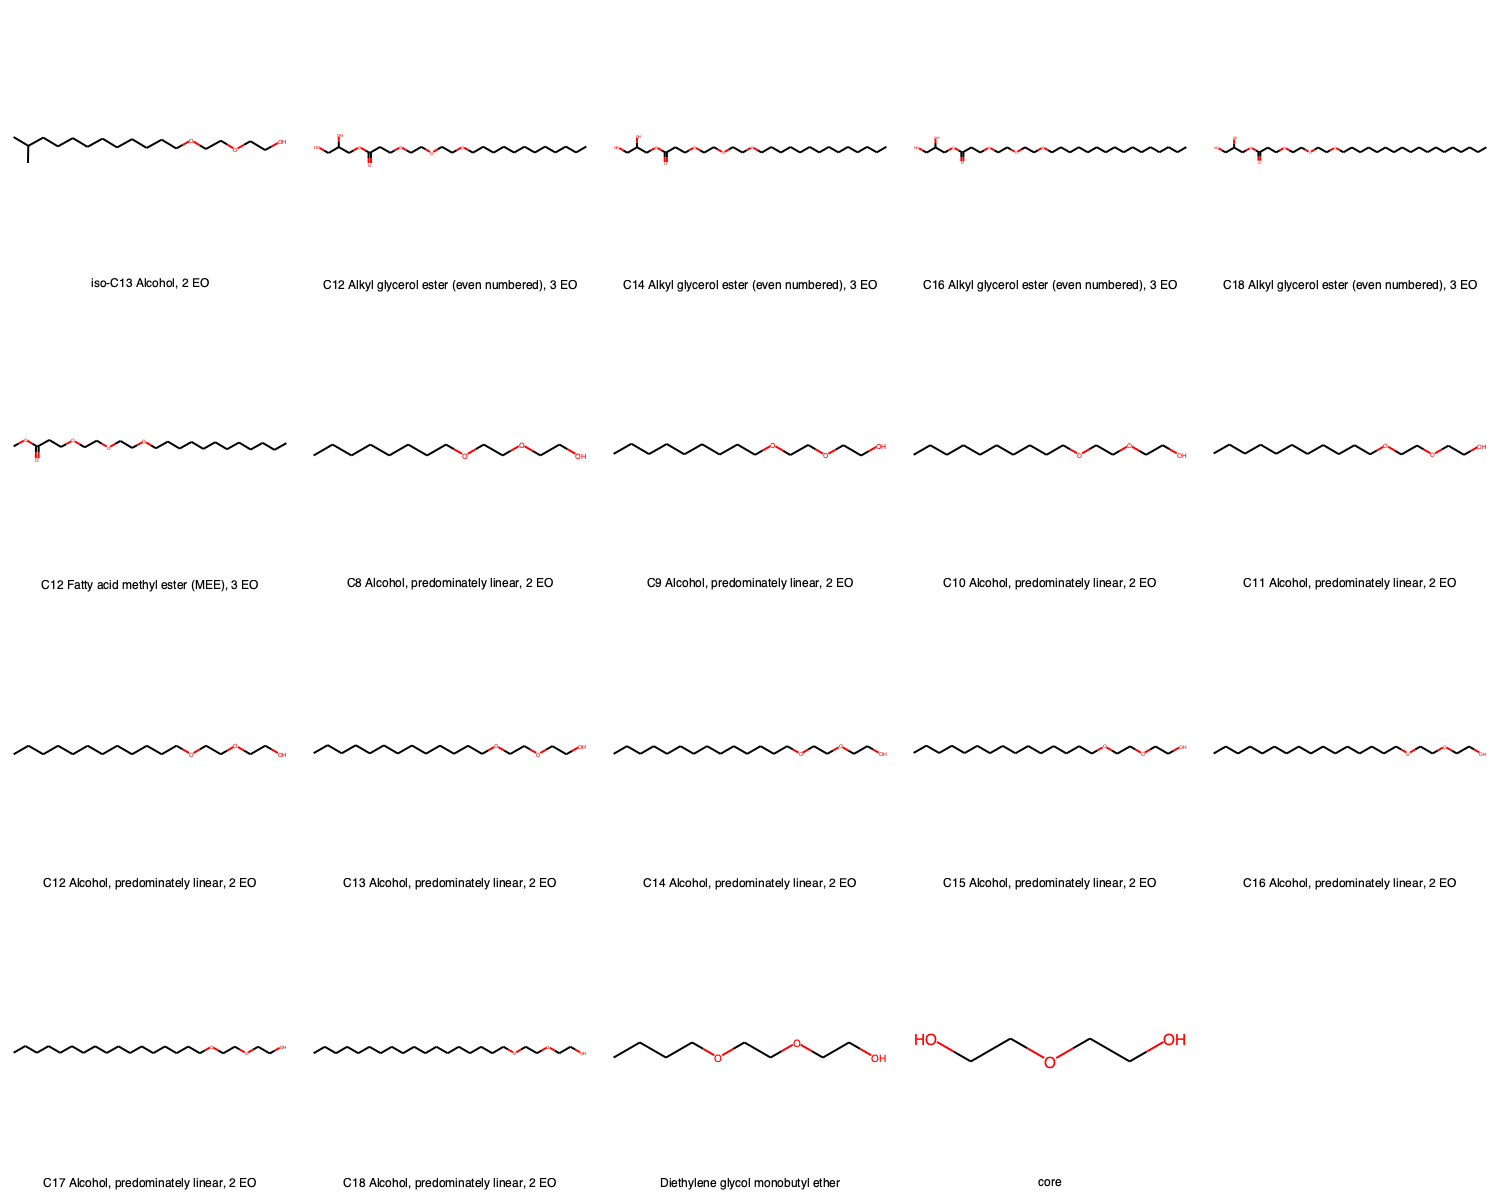 iso-C13 Alcohol, 2 EO
C12 Alkyl glycerol ester (even numbered), 3 EO
C14 Alkyl glycerol ester (even numbered), 3 EO
C16 Alkyl glycerol ester (even numbered), 3 EO
C18 Alkyl glycerol ester (even numbered), 3 EO
C12 Fatty acid methyl ester (MEE), 3 EO
C8 Alcohol, predominately linear, 2 EO
C9 Alcohol, predominately linear, 2 EO
C10 Alcohol, predominately linear, 2 EO
C11 Alcohol, predominately linear, 2 EO
C12 Alcohol, predominately linear, 2 EO
C13 Alcohol, predominately linear, 2 EO
C14 Alcohol, predominately linear, 2 EO
C15 Alcohol, predominately linear, 2 EO
C16 Alcohol, predominately linear, 2 EO
O O OH
HO O OH
C17 Alcohol, predominately linear, 2 EO
C18 Alcohol, predominately linear, 2 EO
Diethylene glycol monobutyl ether
core